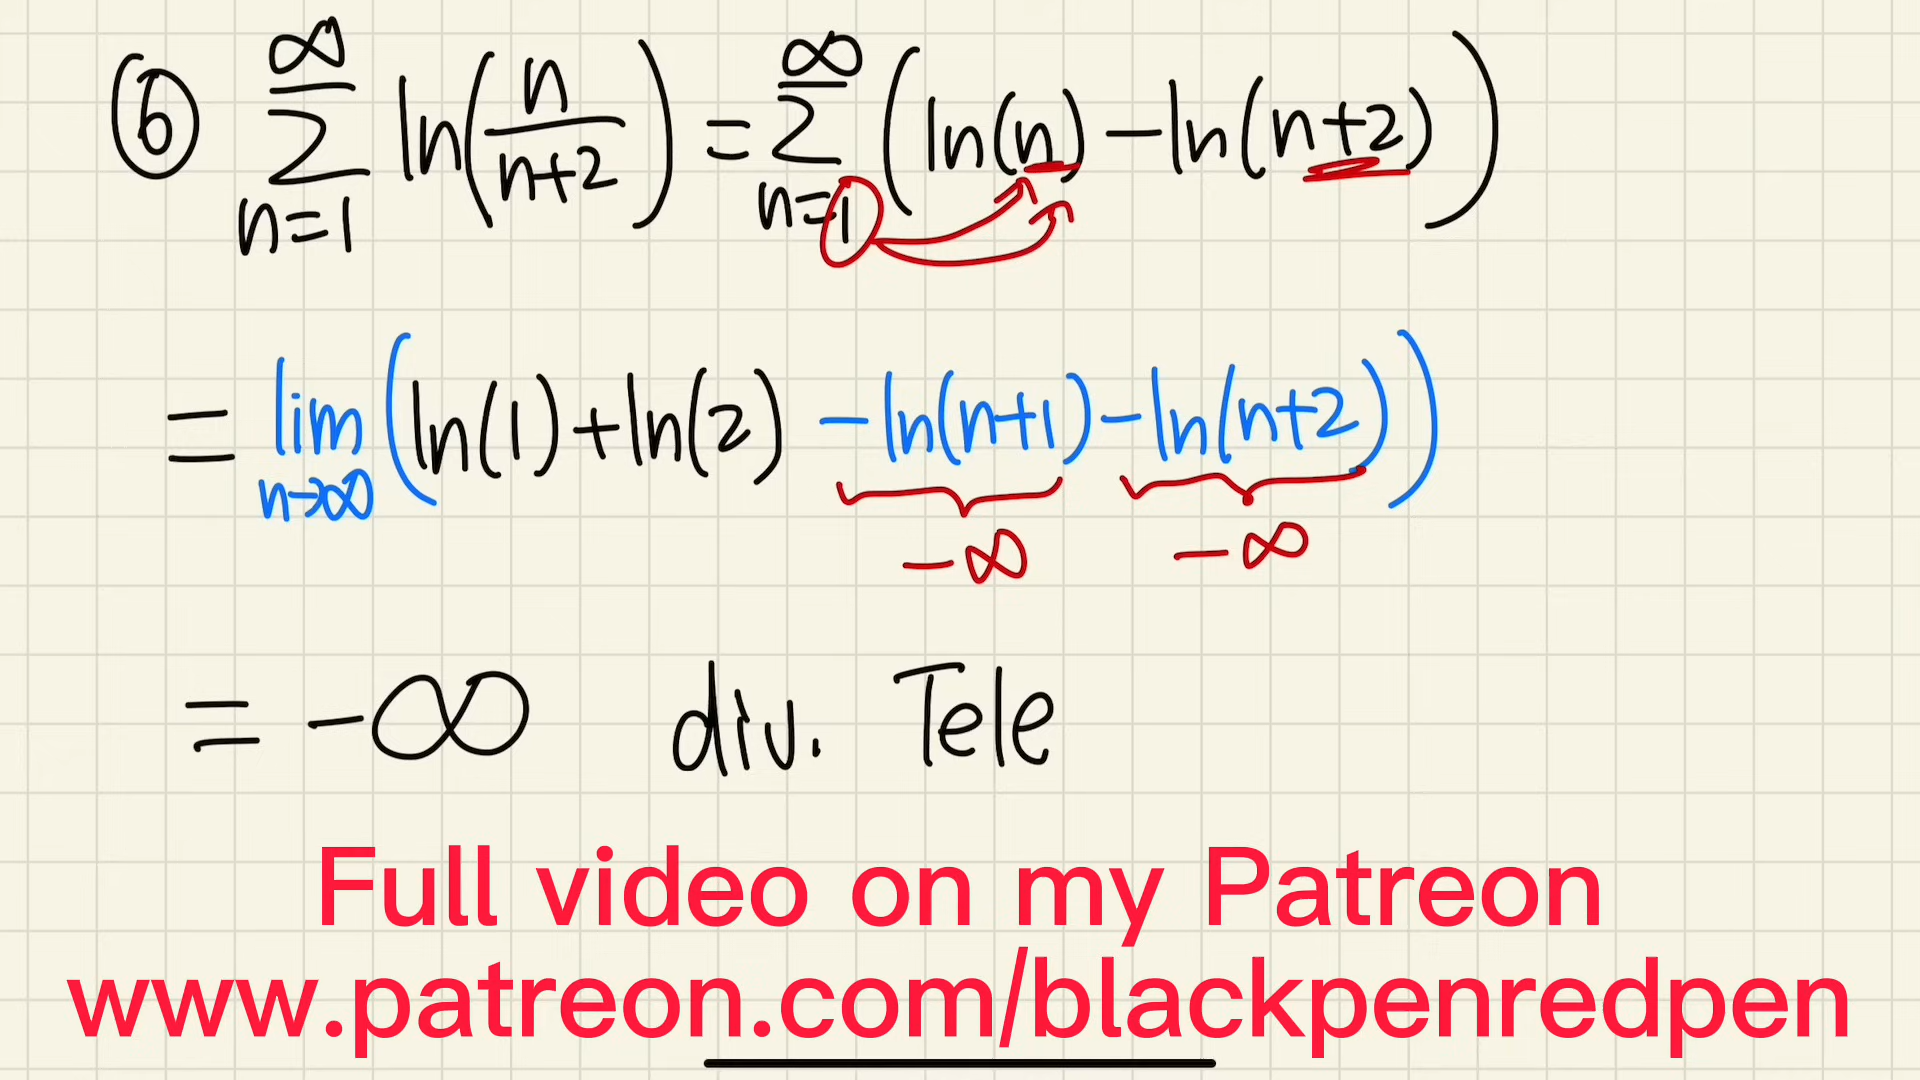 ⑥ ∞ ∑ n=1 ln(n/(n+2)) = ∞ ∑ n=1 (ln(n) − ln(n+2))
= lim n→∞ (ln(1) + ln(2) − ln(n+1) − ln(n+2))
−∞ −∞
= −∞ div. Tele
Full video on my Patreon
www.patreon.com/blackpenredpen